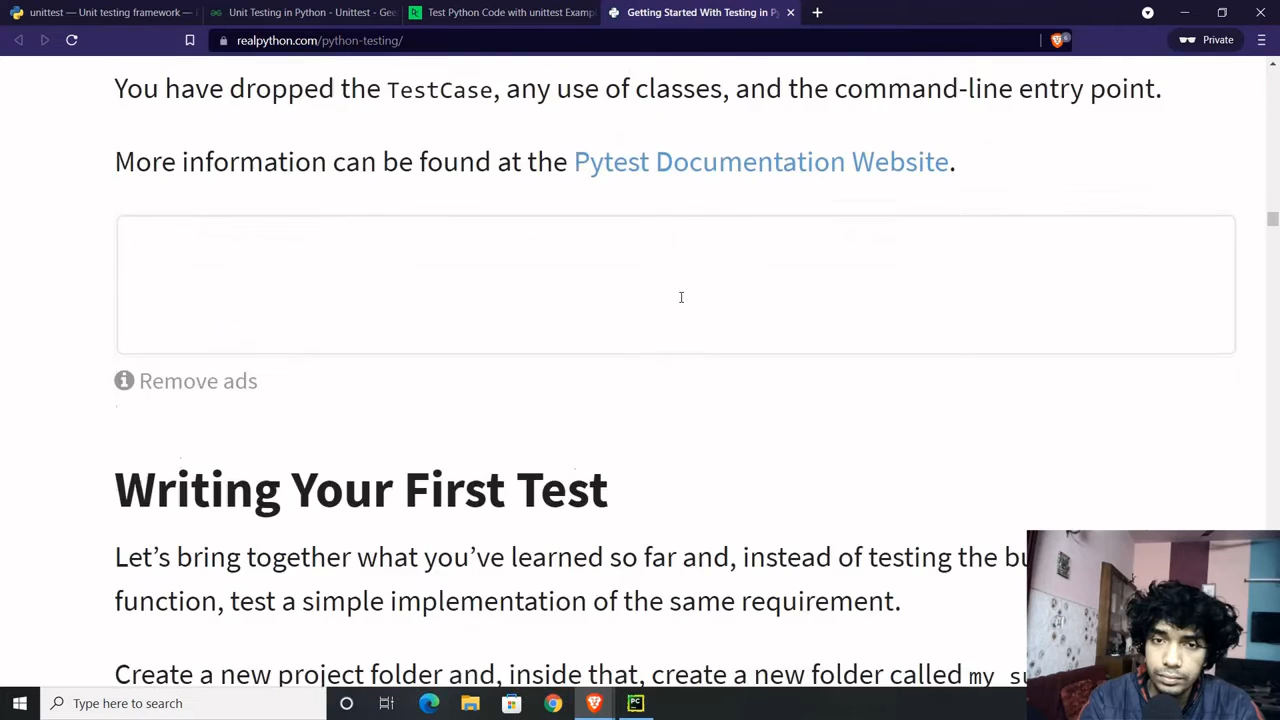 unittest — Unit testing framework —
Unit Testing in Python - Unittest - Gee
Test Python Code with unittest Exampl
Getting Started With Testing in Py
realpython.com/python-testing/
6
Private
You have dropped the TestCase, any use of classes, and the command-line entry point.
More information can be found at the Pytest Documentation Website.
Remove ads
Writing Your First Test
Let's bring together what you've learned so far and, instead of testing the bu
function, test a simple implementation of the same requirement.
Create a new project folder and, inside that, create a new folder called my_su
Type here to search